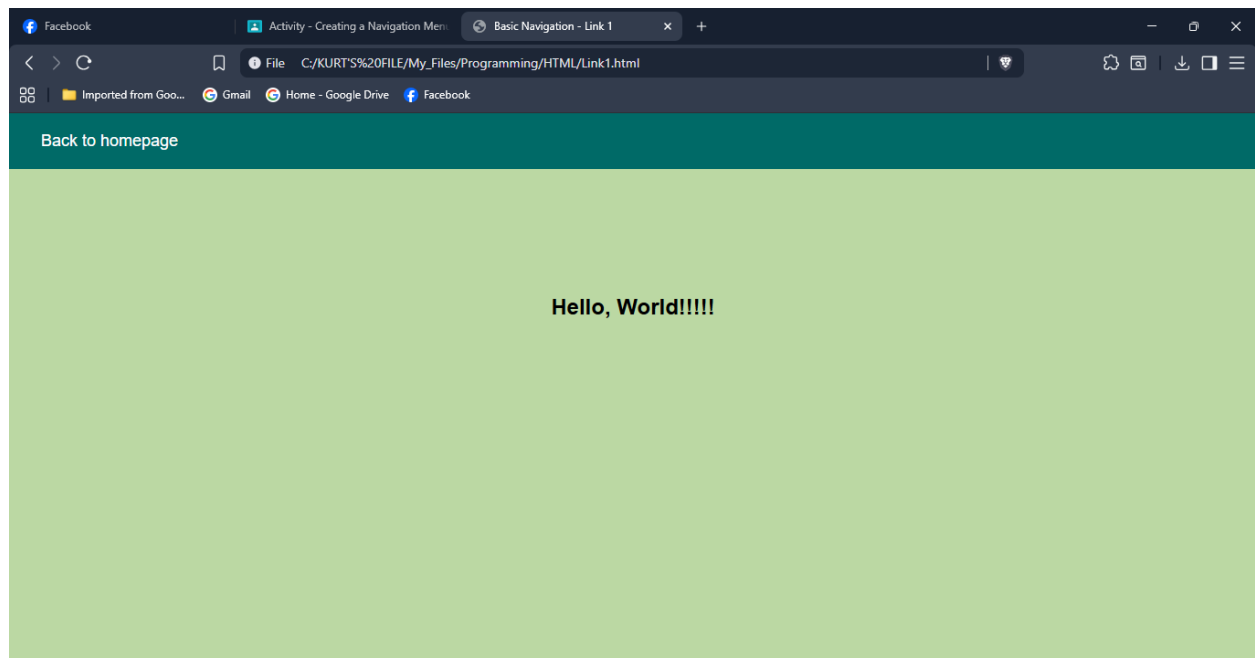 Facebook
Activity - Creating a Navigation Menu
Basic Navigation - Link 1
File C:/KURT'S%20FILE/My_Files/Programming/HTML/Link1.html
Imported from Goo... Gmail Home - Google Drive Facebook
Back to homepage
Hello, World!!!!!